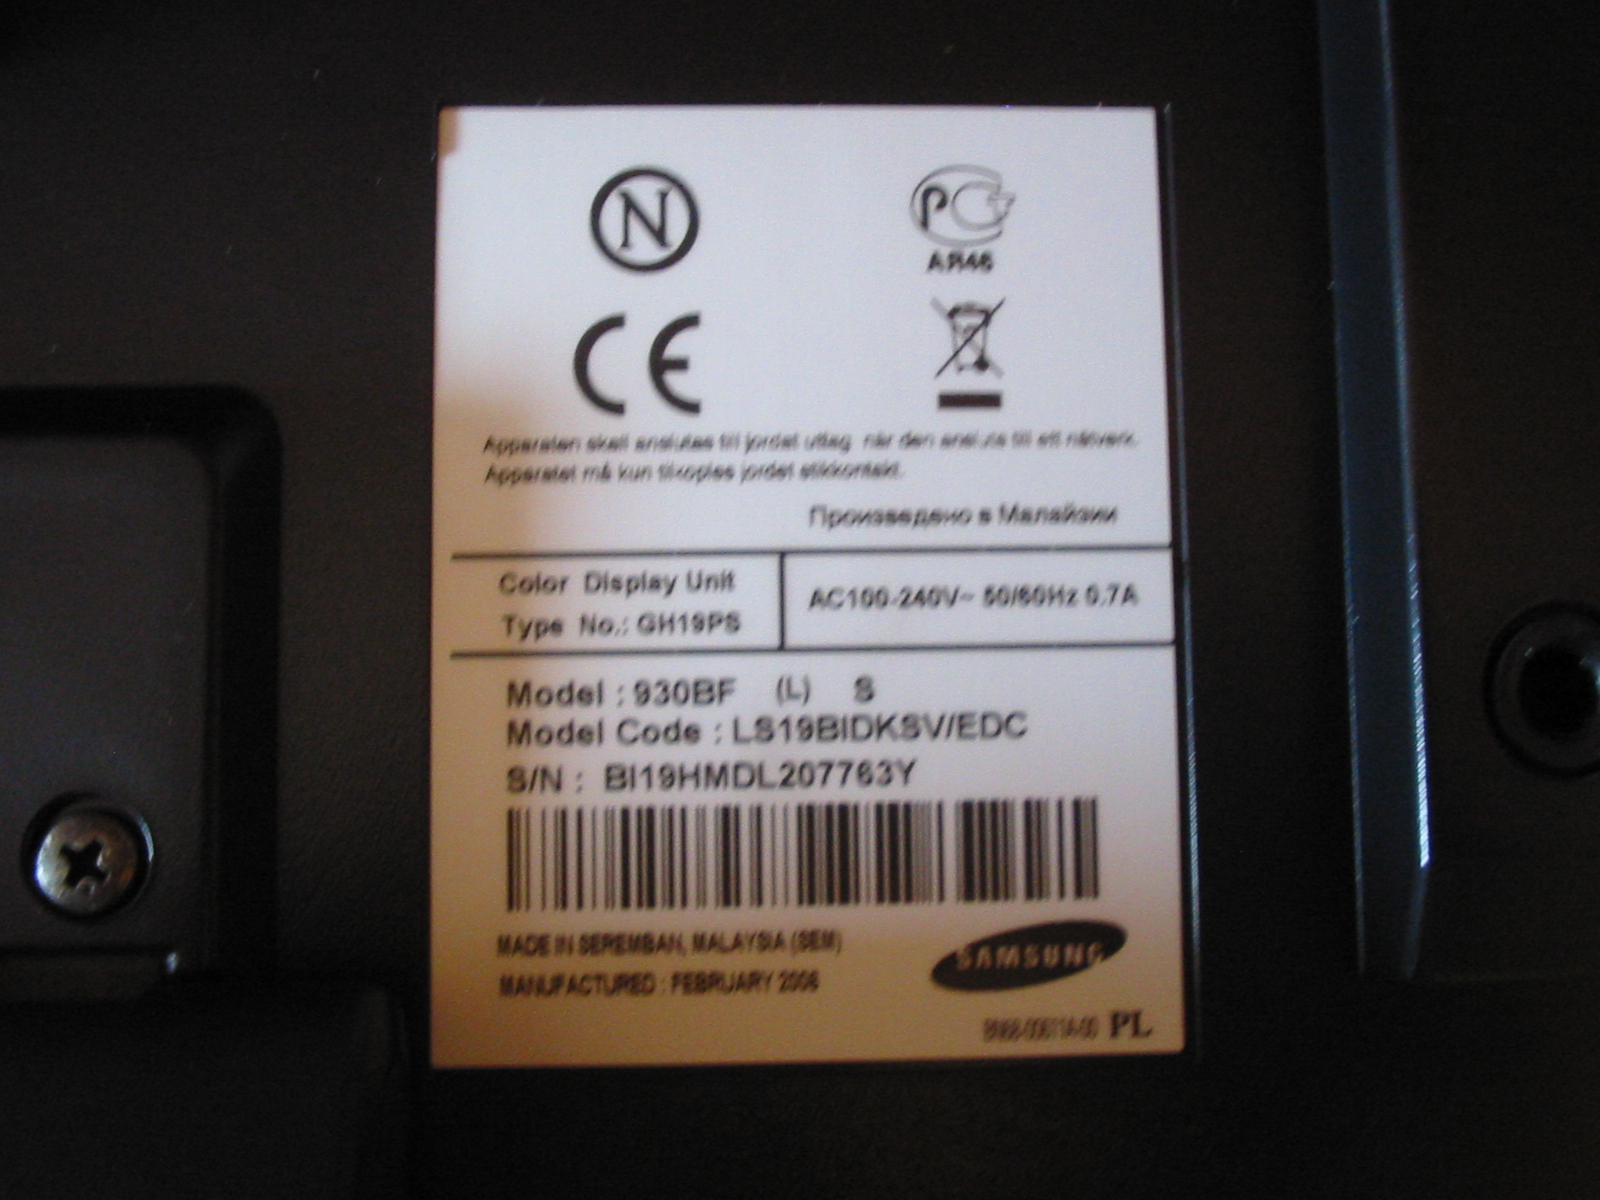 N
PG
АЯ46
CE
Apparaten skall anslutas till jordat uttag när den ansluts till ett nätverk.
Apparatet må kun tilkoples jordet stikkontakt.
Произведено в Малайзии
Color Display Unit
Type No.: GH19PS
AC100-240V~ 50/60Hz 0.7A
Model : 930BF (L) S
Model Code : LS19BIDKSV/EDC
S/N : BI19HMDL207763Y
MADE IN SEREMBAN, MALAYSIA (SEM)
MANUFACTURED : FEBRUARY 2006
SAMSUNG
PL